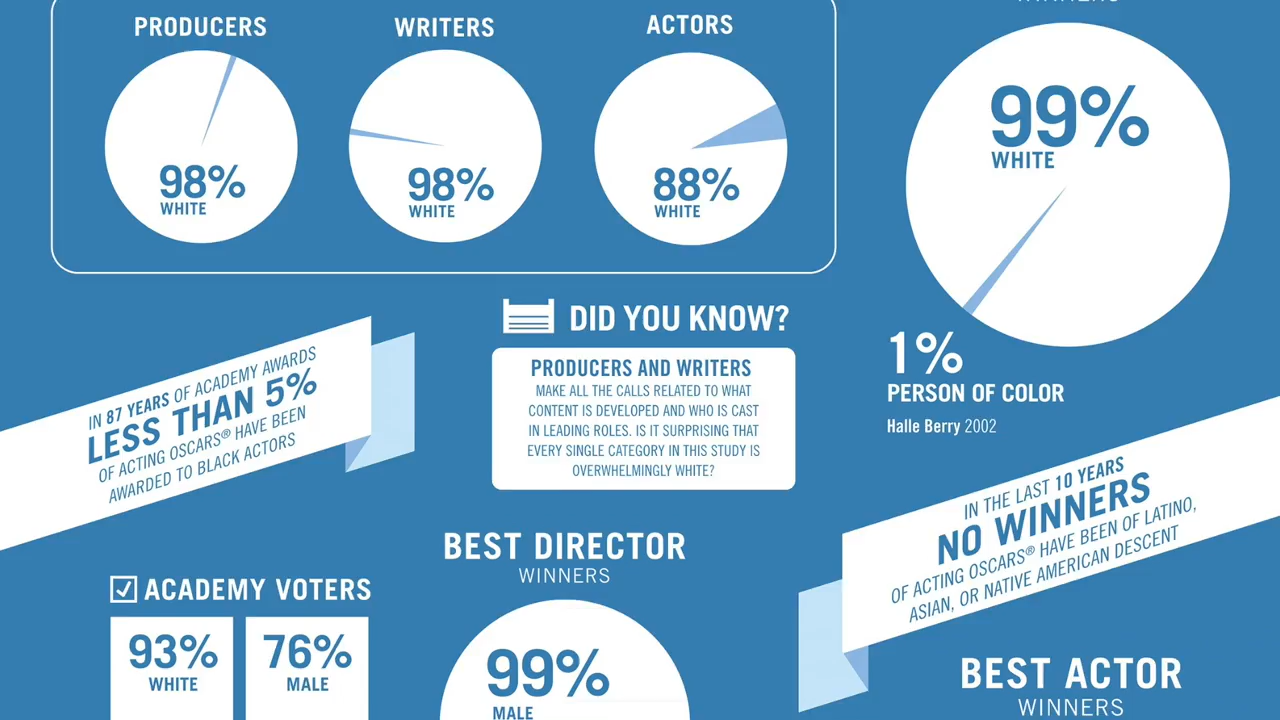 PRODUCERS
98%
WHITE
WRITERS
98%
WHITE
ACTORS
88%
WHITE
WINNERS
99%
WHITE
1%
PERSON OF COLOR
Halle Berry 2002
IN 87 YEARS OF ACADEMY AWARDS
LESS THAN 5%
OF ACTING OSCARS® HAVE BEEN
AWARDED TO BLACK ACTORS
DID YOU KNOW?
PRODUCERS AND WRITERS
MAKE ALL THE CALLS RELATED TO WHAT
CONTENT IS DEVELOPED AND WHO IS CAST
IN LEADING ROLES. IS IT SURPRISING THAT
EVERY SINGLE CATEGORY IN THIS STUDY IS
OVERWHELMINGLY WHITE?
IN THE LAST 10 YEARS
NO WINNERS
OF ACTING OSCARS® HAVE BEEN OF LATINO,
ASIAN, OR NATIVE AMERICAN DESCENT
ACADEMY VOTERS
93%
WHITE
76%
MALE
BEST DIRECTOR
WINNERS
99%
MALE
BEST ACTOR
WINNERS